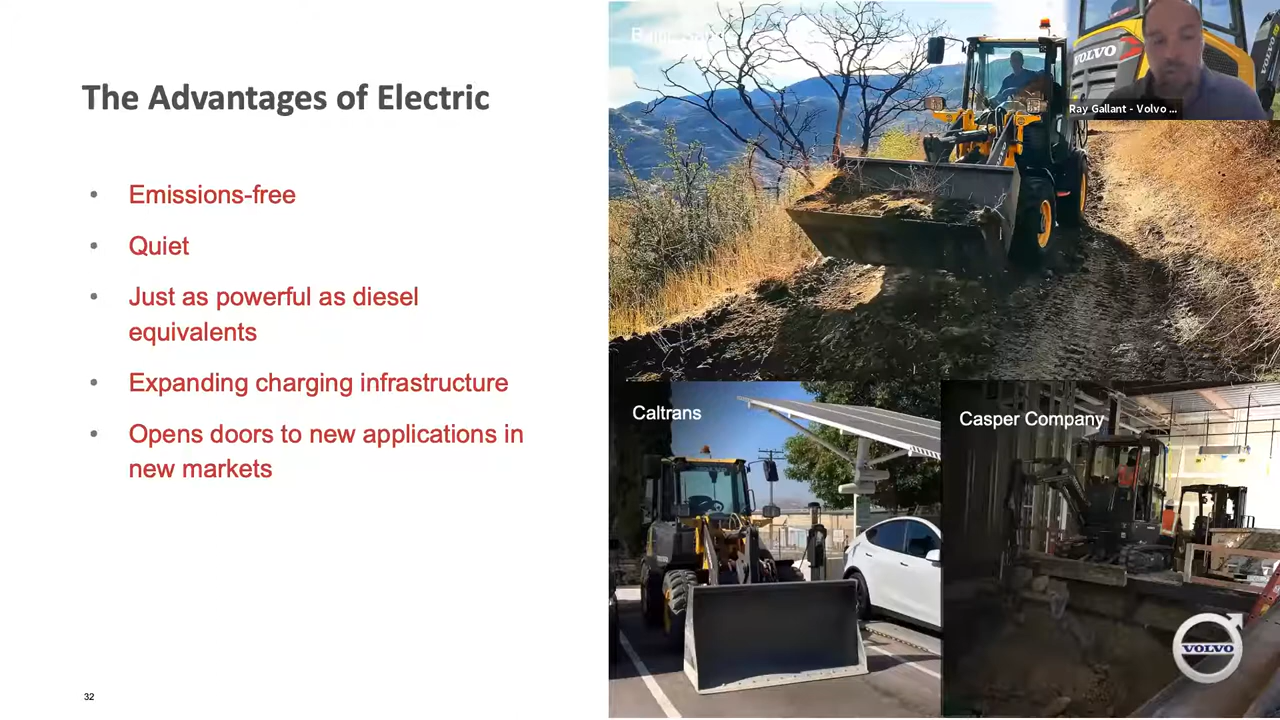 The Advantages of Electric
• Emissions-free
• Quiet
• Just as powerful as diesel
equivalents
• Expanding charging infrastructure
• Opens doors to new applications in
new markets
32
VOLVO
Ray Gallant - Volvo ...
Caltrans
Casper Company
VOLVO